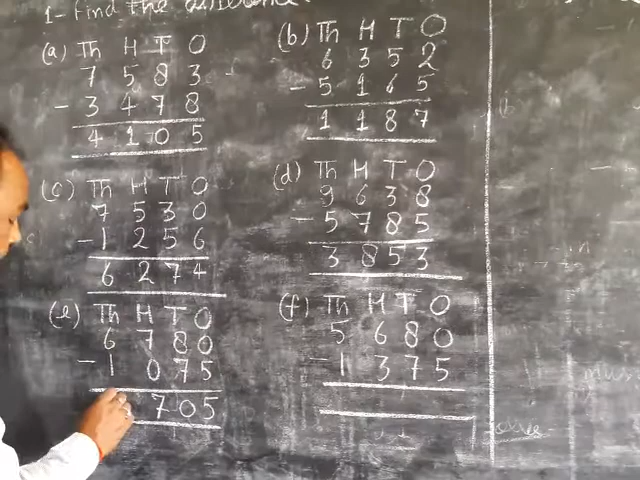 1- Find the difference.
(a) Th H T O
7 5 8 3
- 3 4 7 8
4 1 0 5
(b) Th H T O
6 3 5 2
- 5 1 6 5
1 1 8 7
(c) Th H T O
7 5 3 0
- 1 2 5 6
6 2 7 4
(d) Th H T O
9 6 3 8
- 5 7 8 5
3 8 5 3
(e) Th H T O
6 7 8 0
- 1 0 7 5
7 0 5
(f) Th H T O
5 6 8 0
- 1 3 7 5